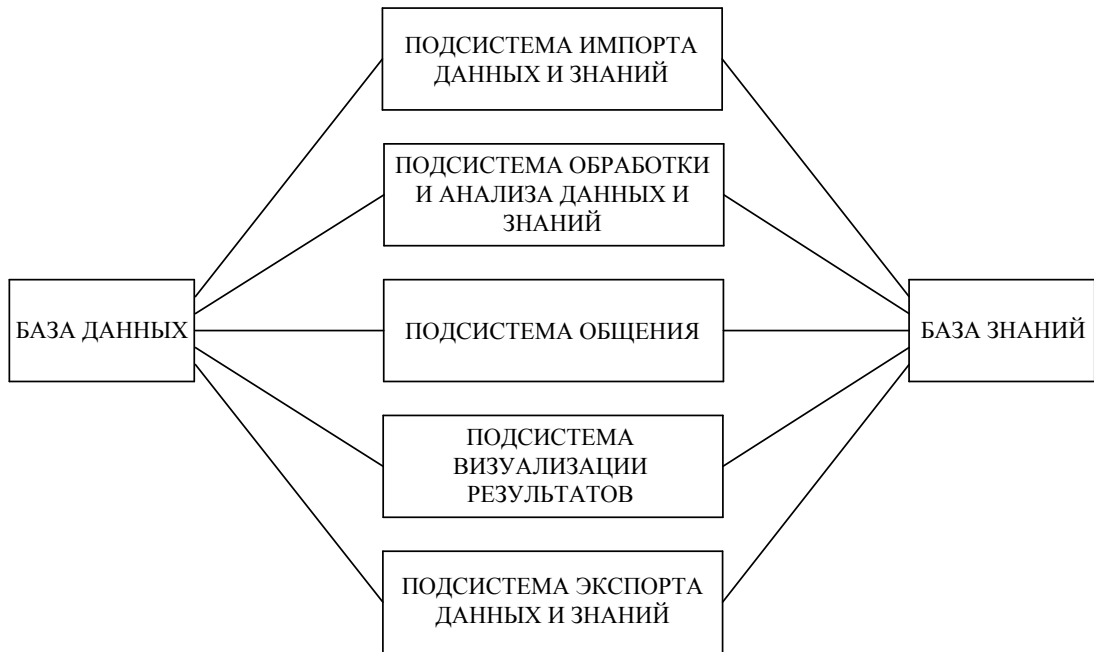 ПОДСИСТЕМА ИМПОРТА
ДАННЫХ И ЗНАНИЙ
ПОДСИСТЕМА ОБРАБОТКИ
И АНАЛИЗА ДАННЫХ И
ЗНАНИЙ
БАЗА ДАННЫХ
ПОДСИСТЕМА ОБЩЕНИЯ
БАЗА ЗНАНИЙ
ПОДСИСТЕМА
ВИЗУАЛИЗАЦИИ
РЕЗУЛЬТАТОВ
ПОДСИСТЕМА ЭКСПОРТА
ДАННЫХ И ЗНАНИЙ